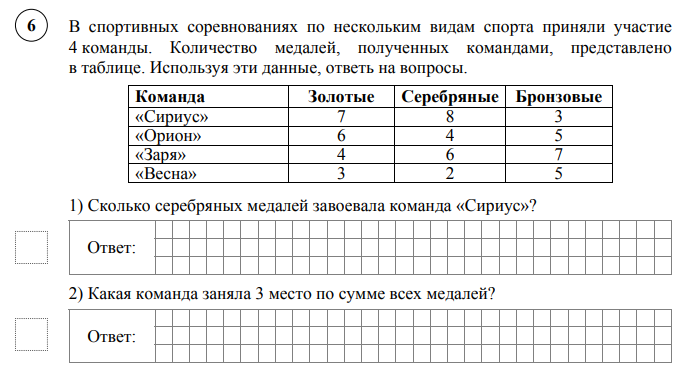 6
В спортивных соревнованиях по нескольким видам спорта приняли участие
4 команды. Количество медалей, полученных командами, представлено
в таблице. Используя эти данные, ответь на вопросы.
Команда Золотые Серебряные Бронзовые
«Сириус» 7 8 3
«Орион» 6 4 5
«Заря» 4 6 7
«Весна» 3 2 5
1) Сколько серебряных медалей завоевала команда «Сириус»?
Ответ:
2) Какая команда заняла 3 место по сумме всех медалей?
Ответ: